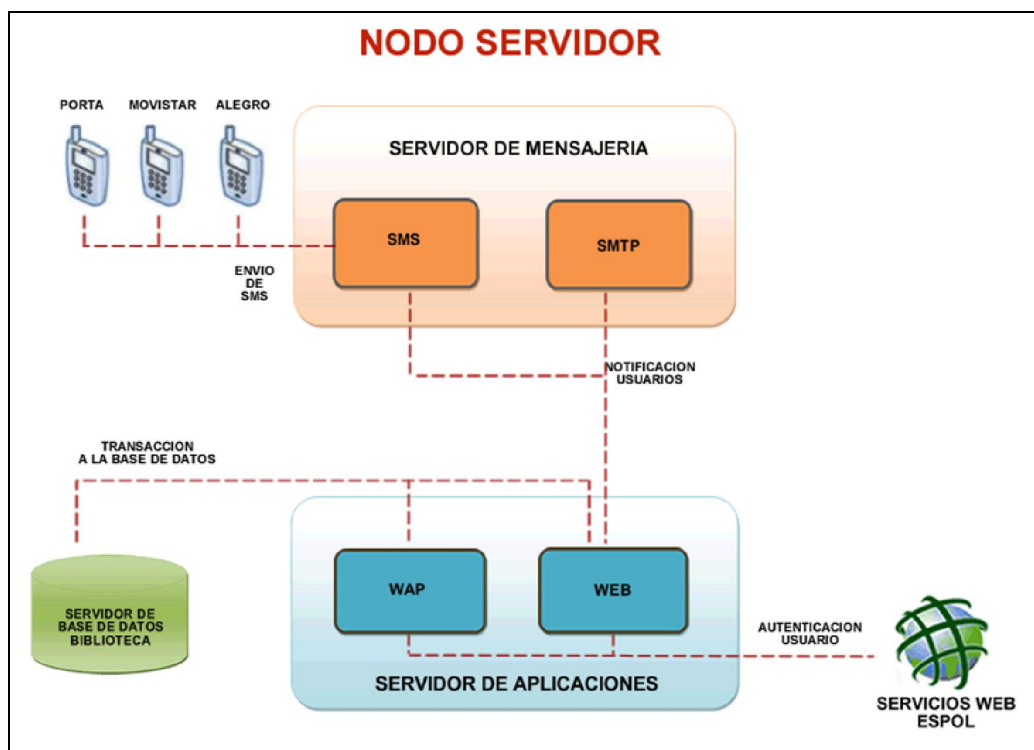 NODO SERVIDOR
PORTA
MOVISTAR
ALEGRO
SERVIDOR DE MENSAJERIA
SMS
SMTP
ENVIO
DE
SMS
NOTIFICACION
USUARIOS
TRANSACCION
A LA BASE DE DATOS
WAP
WEB
SERVIDOR DE
BASE DE DATOS
BIBLIOTECA
AUTENTICACION
USUARIO
SERVIDOR DE APLICACIONES
SERVICIOS WEB
ESPOL